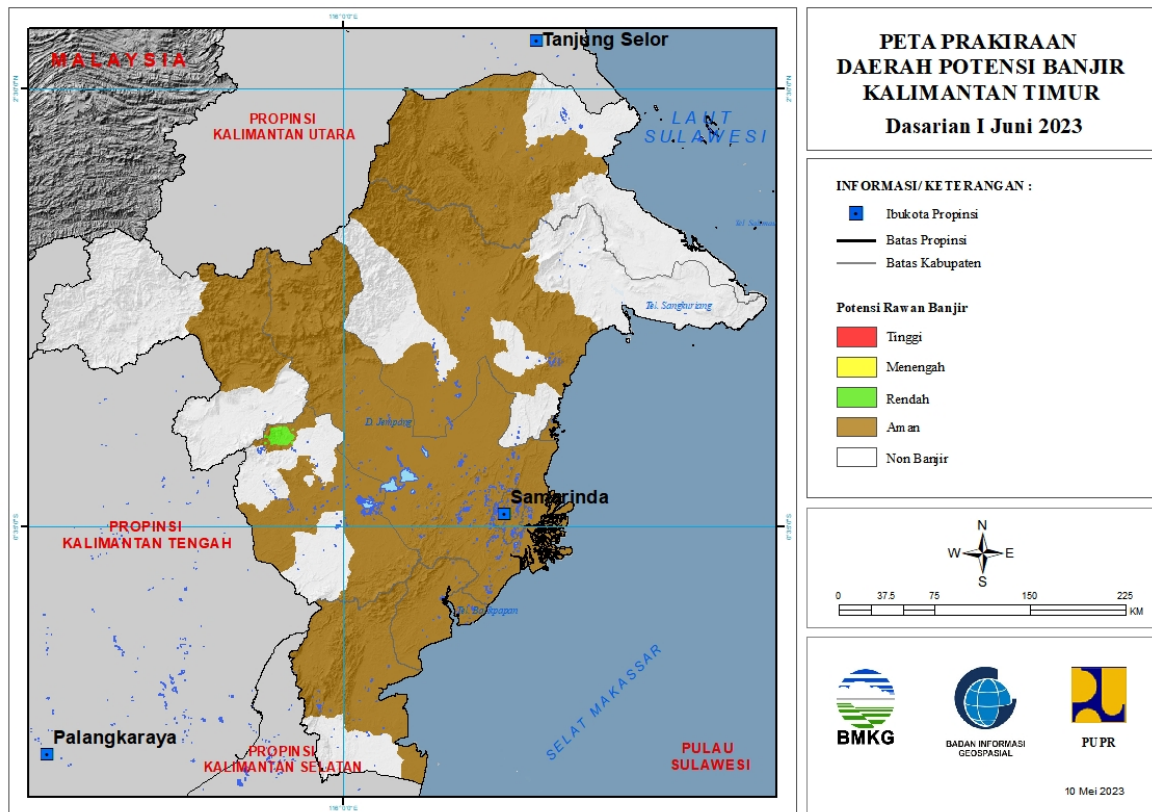 MALAYSIA
Tanjung Selor
PROPINSI
KALIMANTAN UTARA
LAUT
SULAWESI
Tel. Sangkuriang
D. Jempang
Samarinda
PROPINSI
KALIMANTAN TENGAH
Tel. Balikpapan
SELAT MAKASSAR
Palangkaraya
PROPINSI
KALIMANTAN SELATAN
PULAU
SULAWESI
PETA PRAKIRAAN
DAERAH POTENSI BANJIR
KALIMANTAN TIMUR
Dasarian I Juni 2023
INFORMASI/ KETERANGAN :
Ibukota Propinsi
Batas Propinsi
Batas Kabupaten
Potensi Rawan Banjir
Tinggi
Menengah
Rendah
Aman
Non Banjir
N
W E
S
0 37.5 75 150 225
KM
BMKG
BADAN INFORMASI
GEOSPASIAL
PUPR
10 Mei 2023